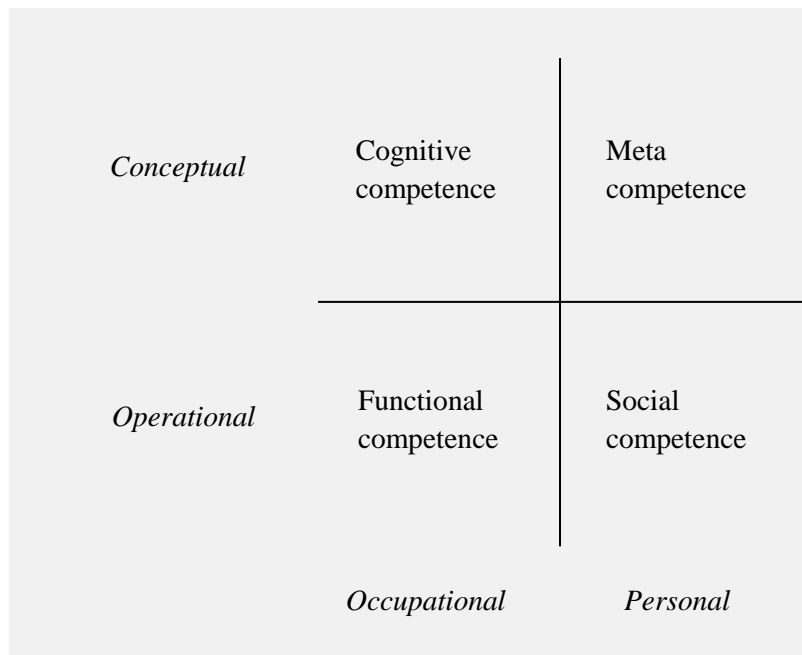 Conceptual
Cognitive
competence
Meta
competence
Operational
Functional
competence
Social
competence
Occupational
Personal